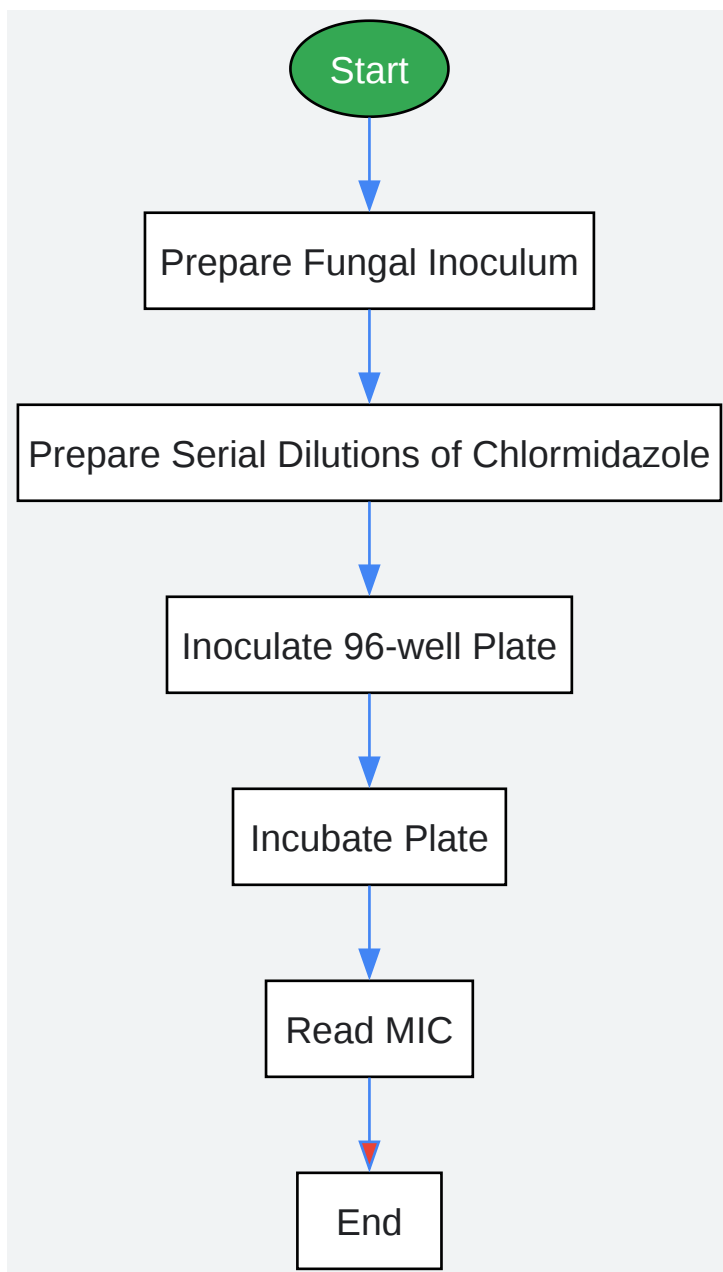 Start
Prepare Fungal Inoculum
Prepare Serial Dilutions of Chlormidazole
Inoculate 96-well Plate
Incubate Plate
Read MIC
End